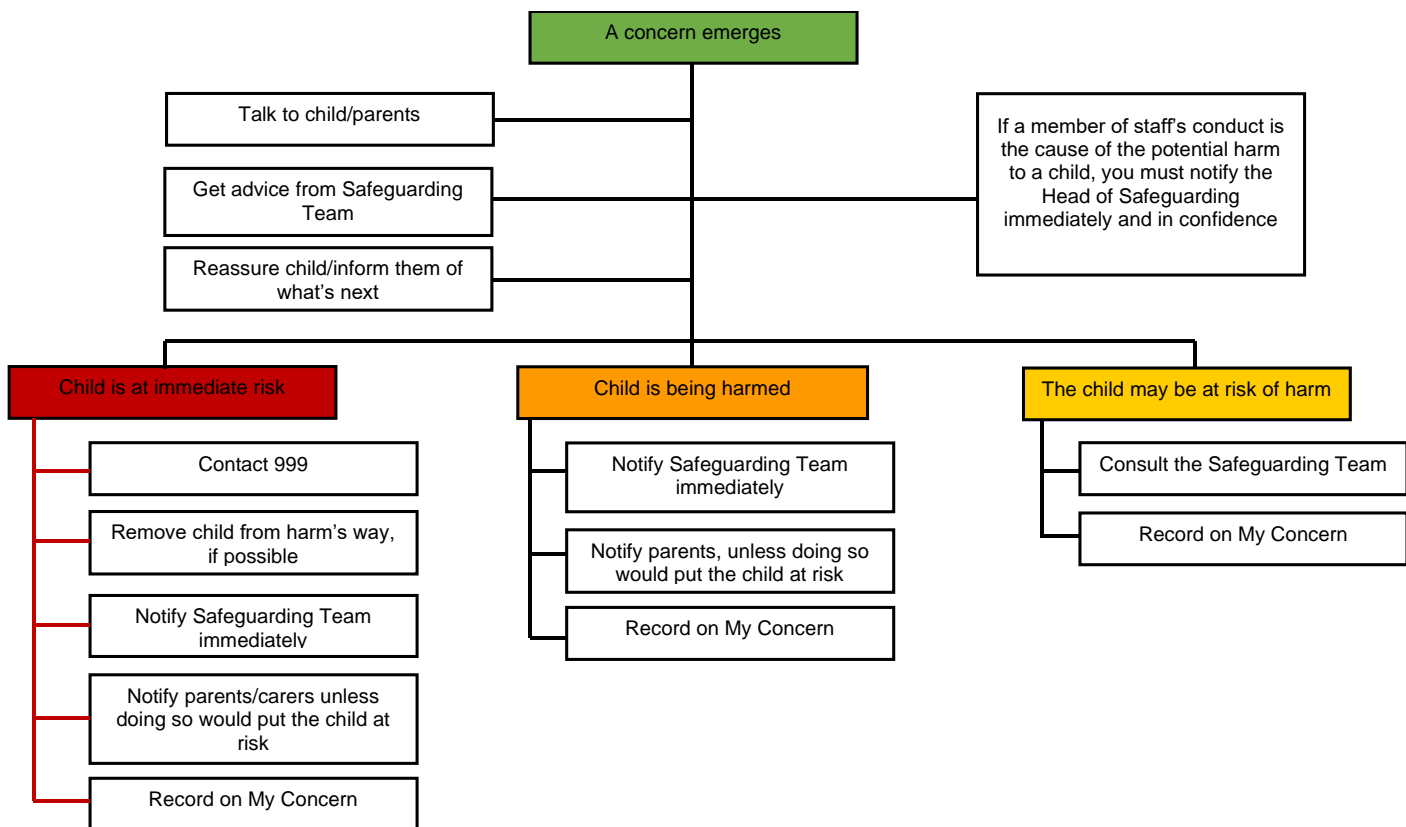 A concern emerges
Talk to child/parents
Get advice from Safeguarding
Team
Reassure child/inform them of
what’s next
If a member of staff’s conduct is
the cause of the potential harm
to a child, you must notify the
Head of Safeguarding
immediately and in confidence
Child is at immediate risk
Contact 999
Remove child from harm’s way,
if possible
Notify Safeguarding Team
immediately
Notify parents/carers unless
doing so would put the child at
risk
Record on My Concern
Child is being harmed
Notify Safeguarding Team
immediately
Notify parents, unless doing so
would put the child at risk
Record on My Concern
The child may be at risk of harm
Consult the Safeguarding Team
Record on My Concern